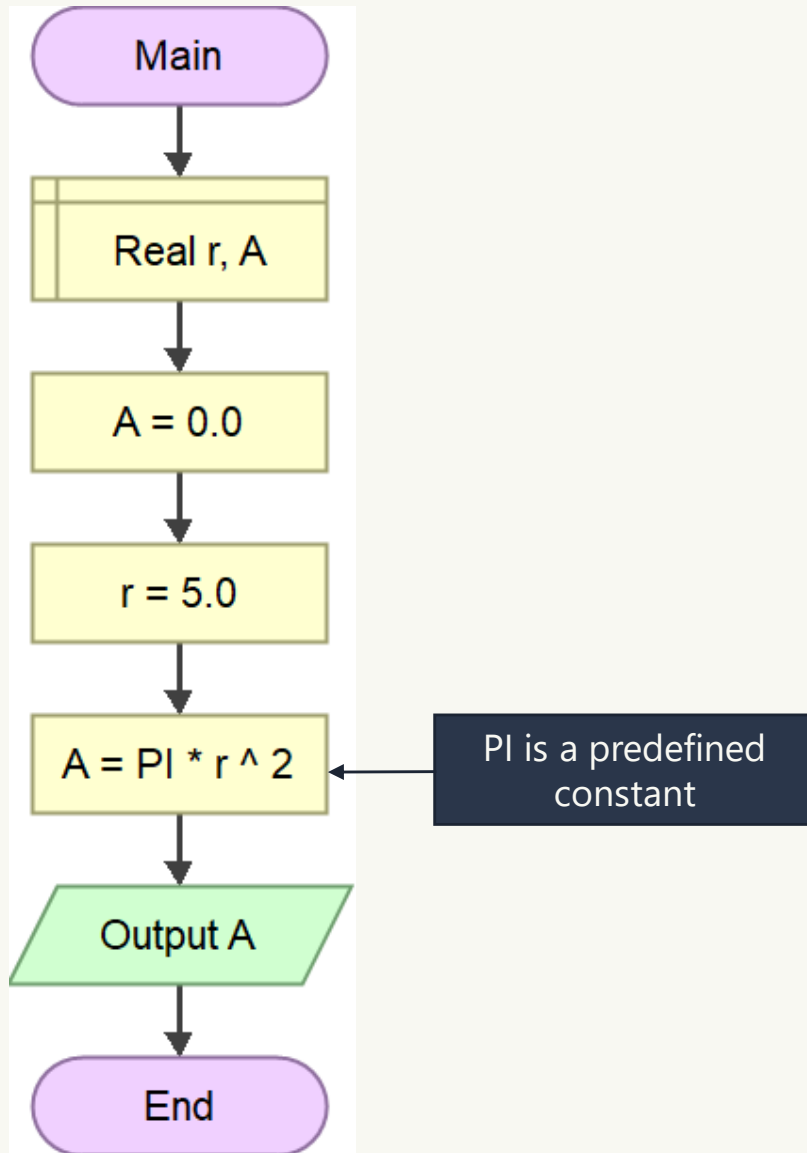 Main
Real r, A
A = 0.0
r = 5.0
A = PI * r ^ 2
PI is a predefined
constant
Output A
End